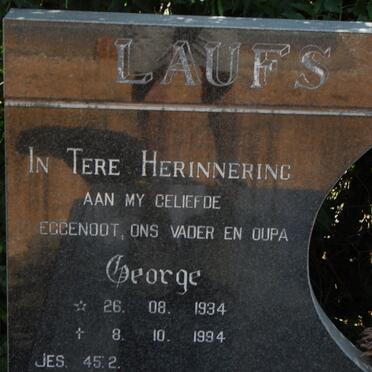 LAUFS
IN TERE HERINNERING
AAN MY GELIEFDE
EGGENOOT, ONS VADER EN OUPA
George
☆ 26. 08. 1934
† 8. 10. 1994
JES. 45:2.